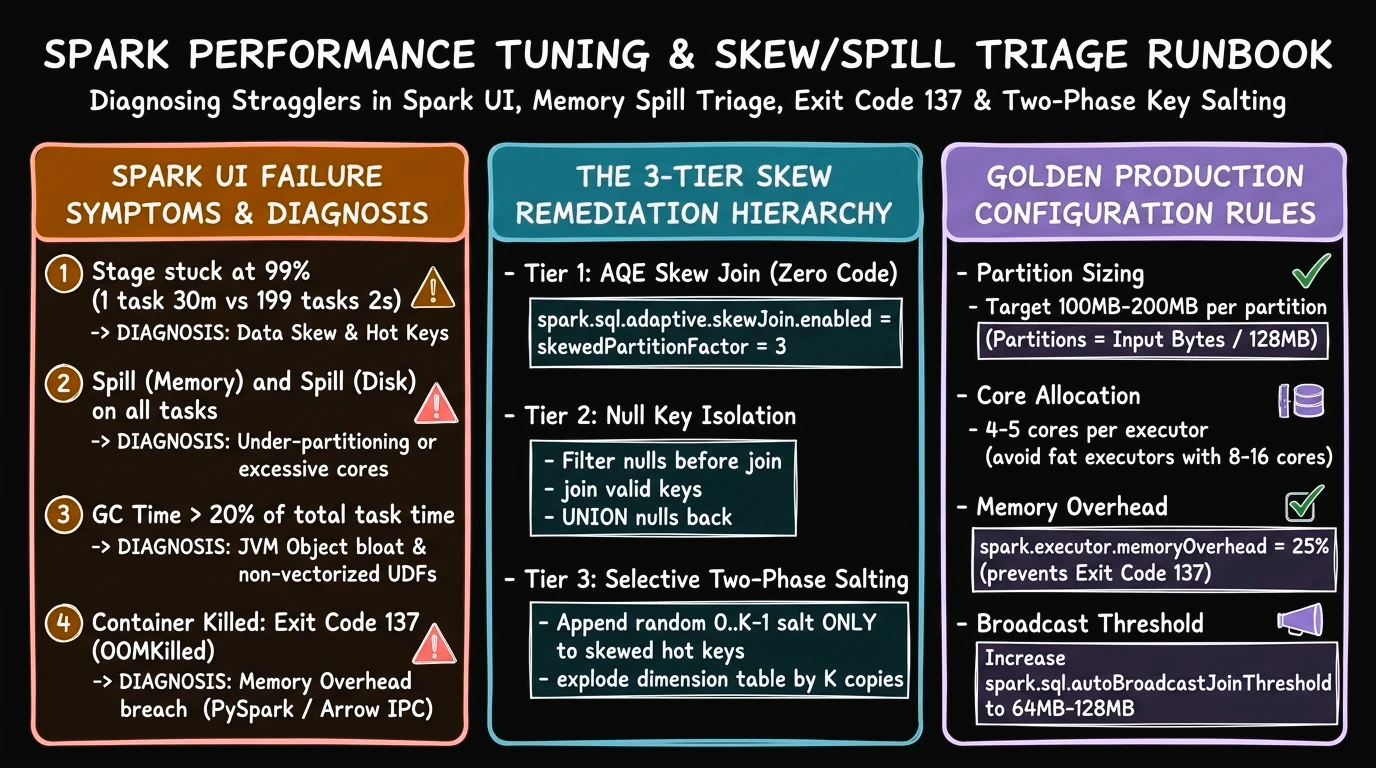 SPARK PERFORMANCE TUNING & SKEW/SPILL TRIAGE RUNBOOK
Diagnosing Stragglers in Spark UI, Memory Spill Triage, Exit Code 137 & Two-Phase Key Salting
SPARK UI FAILURE
SYMPTOMS & DIAGNOSIS
1 Stage stuck at 99%
(1 task 30m vs 199 tasks 2s)
-> DIAGNOSIS: Data Skew & Hot Keys
2 Spill (Memory) and Spill (Disk)
on all tasks
-> DIAGNOSIS: Under-partitioning or
excessive cores
3 GC Time > 20% of total task time
-> DIAGNOSIS: JVM Object bloat &
non-vectorized UDFs
4 Container Killed: Exit Code 137
(OOMKilled)
-> DIAGNOSIS: Memory Overhead
breach (PySpark / Arrow IPC)
THE 3-TIER SKEW
REMEDIATION HIERARCHY
- Tier 1: AQE Skew Join (Zero Code)
spark.sql.adaptive.skewJoin.enabled =
skewedPartitionFactor = 3
- Tier 2: Null Key Isolation
- Filter nulls before join
- join valid keys
- UNION nulls back
- Tier 3: Selective Two-Phase Salting
- Append random 0..K-1 salt ONLY
to skewed hot keys
- explode dimension table by K copies
GOLDEN PRODUCTION
CONFIGURATION RULES
- Partition Sizing
- Target 100MB-200MB per partition
(Partitions = Input Bytes / 128MB)
- Core Allocation
- 4-5 cores per executor
(avoid fat executors with 8-16 cores)
- Memory Overhead
spark.executor.memoryOverhead = 25%
(prevents Exit Code 137)
- Broadcast Threshold
Increase
spark.sql.autoBroadcastJoinThreshold
to 64MB-128MB